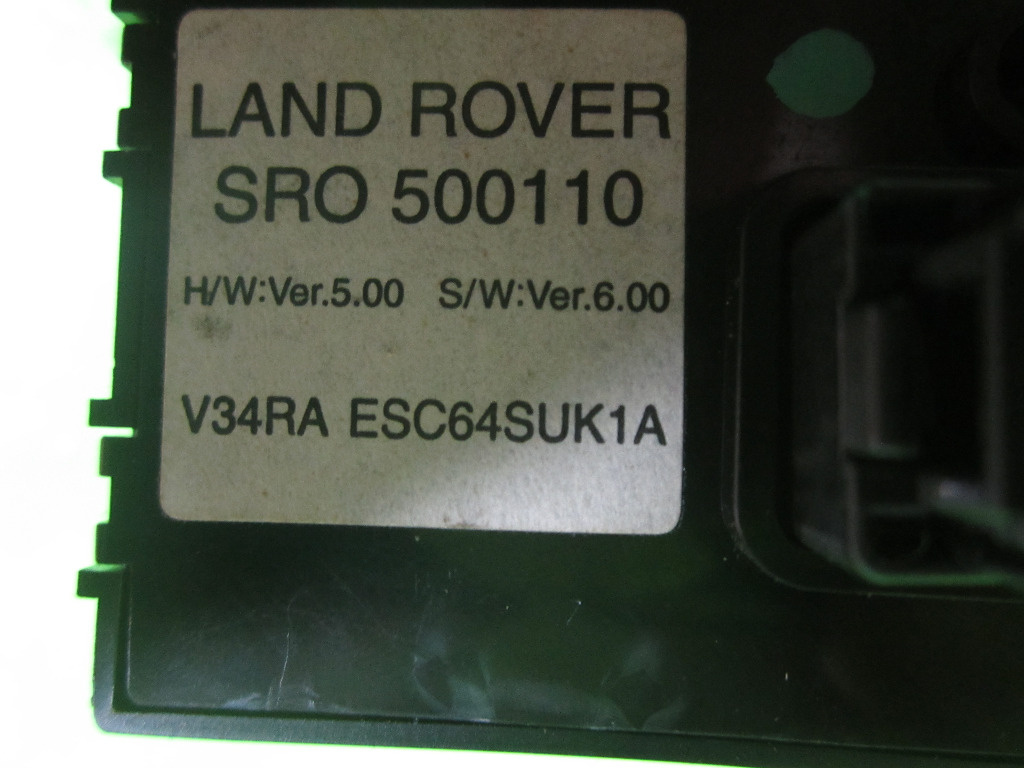 LAND ROVER
SRO 500110
H/W:Ver.5.00 S/W:Ver.6.00
V34RA ESC64SUK1A